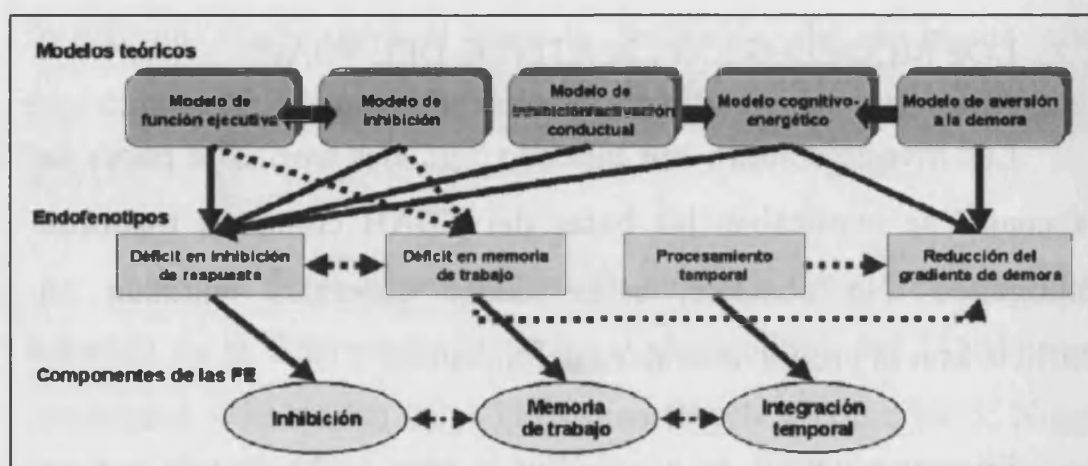 Modelos teóricos
Modelo de
función ejecutiva
Modelo de
inhibición
Modelo de
inhibición/activación
conductual
Modelo cognitivo-
energético
Modelo de aversión
a la demora
Endofenotipos
Déficit en inhibición
de respuesta
Déficit en memoria
de trabajo
Procesamiento
temporal
Reducción del
gradiente de demora
Componentes de las FE
Inhibición
Memoria
de trabajo
Integración
temporal